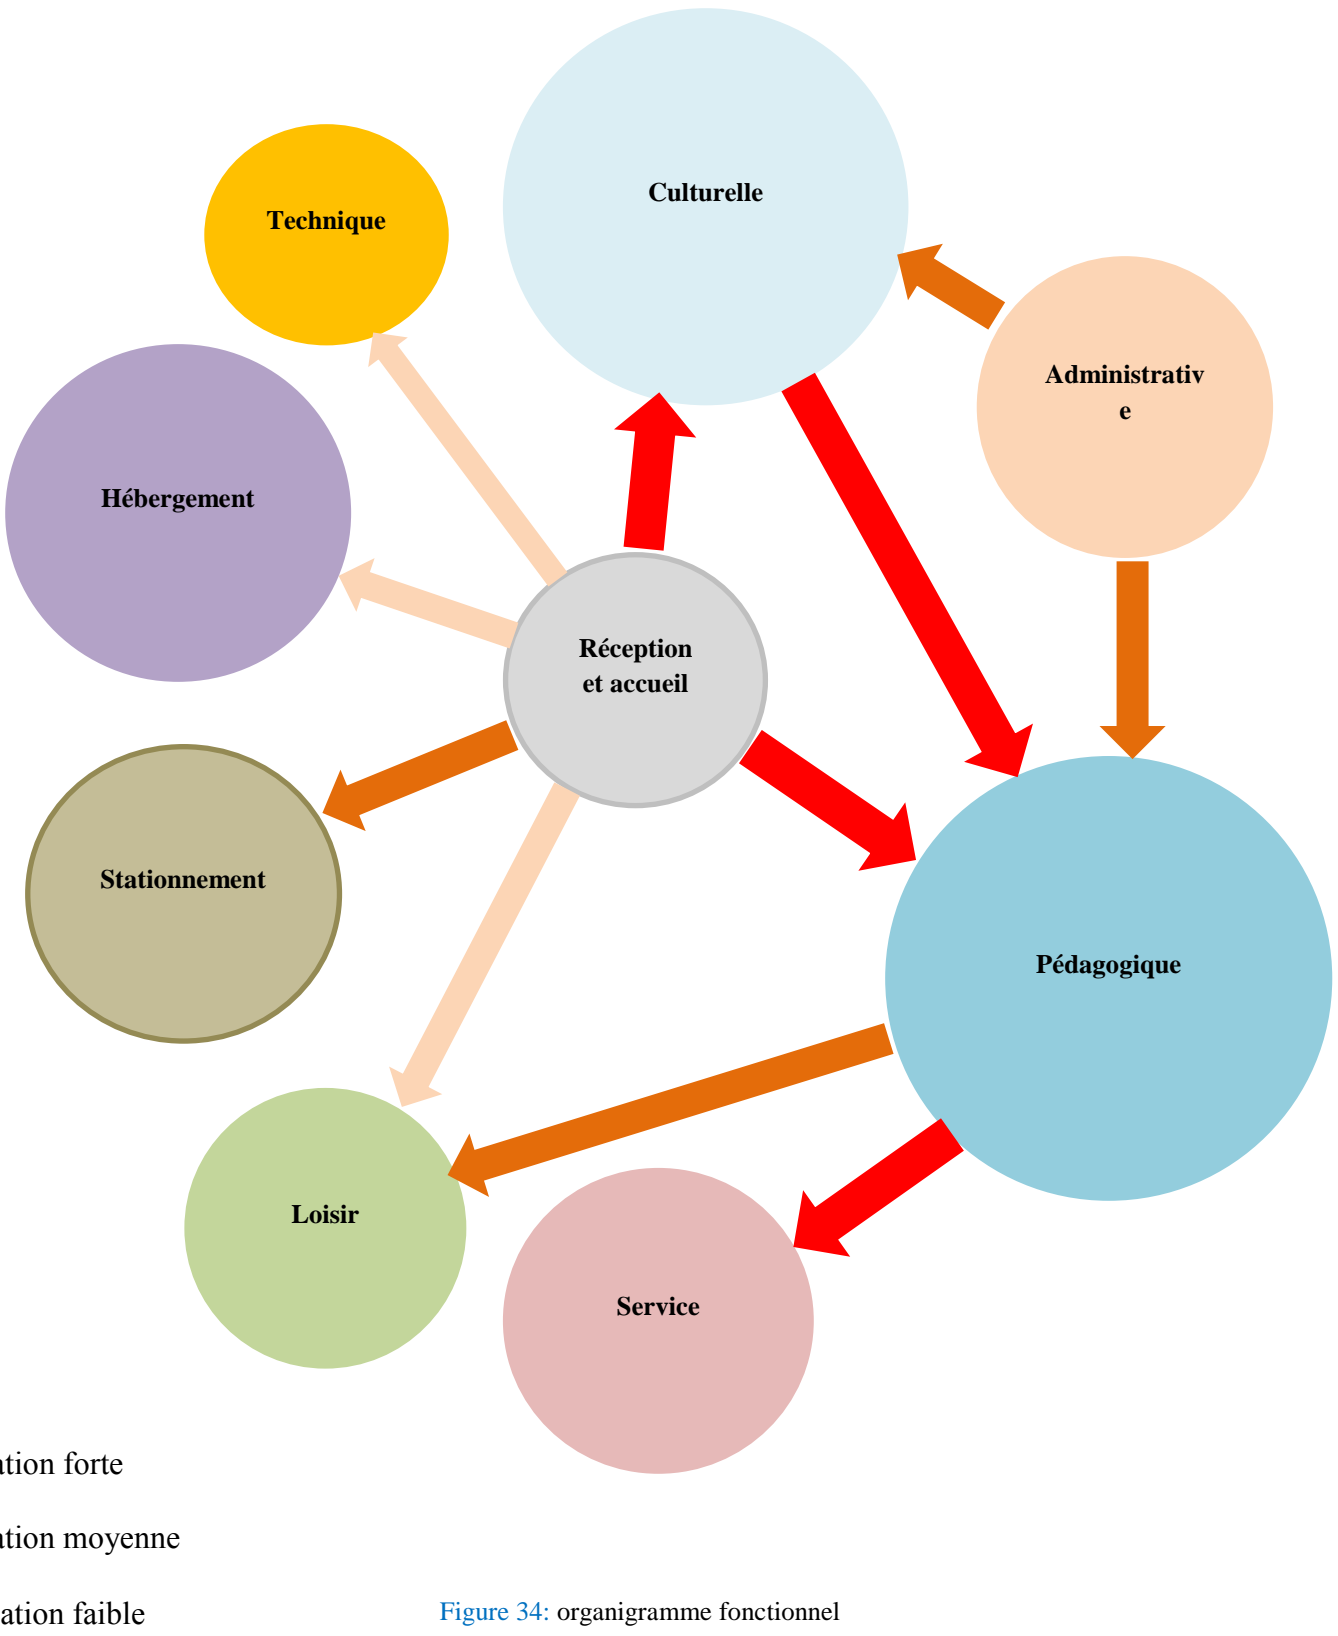 Culturelle
Technique
Administrativ
e
Hébergement
Réception
et accueil
Stationnement
Pédagogique
Loisir
Service
ation forte
ation moyenne
ation faible
Figure 34: organigramme fonctionnel